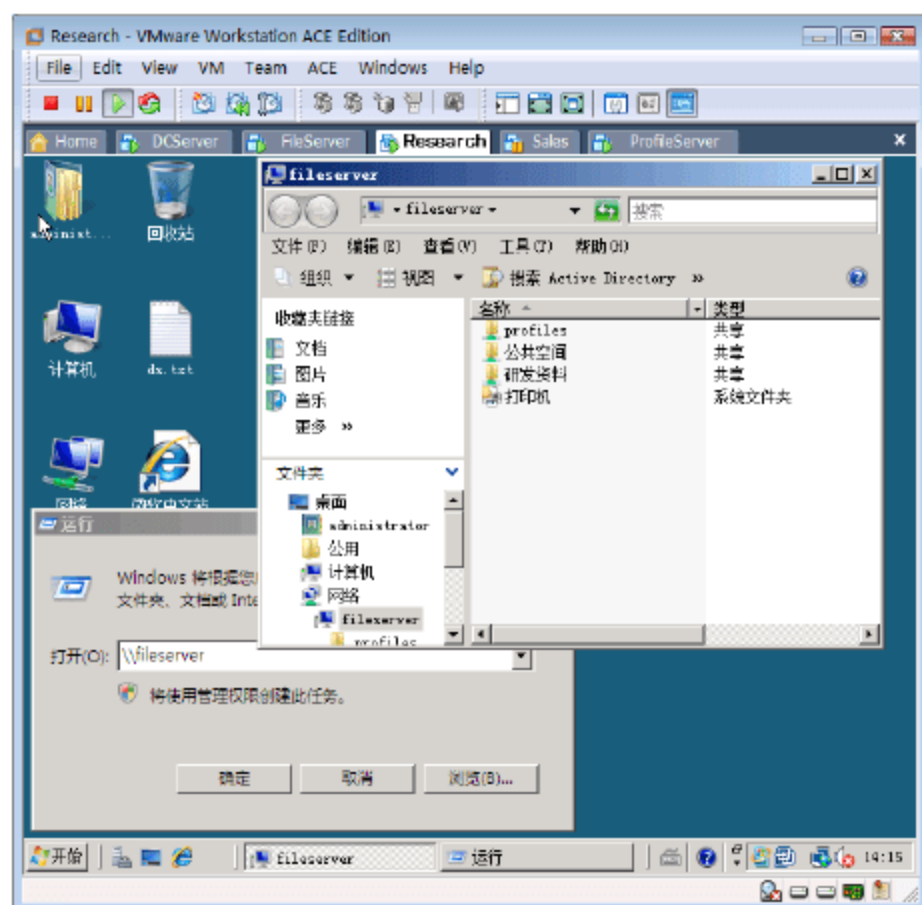 Research - VMware Workstation ACE Edition
File Edit View VM Team ACE Windows Help
Home DCServer FileServer Research Sales ProfileServer
administ...
回收站
计算机
dx.txt
网络
fileserver
fileserver
搜索
文件(F) 编辑(E) 查看(V) 工具(T) 帮助(H)
组织 视图 搜索 Active Directory »
收藏夹链接
文档
图片
音乐
更多 »
文件夹
桌面
administrator
公用
计算机
网络
fileserver
profiles
名称 类型
profiles 共享
公共空间 共享
研发资料 共享
打印机 系统文件夹
运行
Windows 将根据您
文件夹、文档或 Inte
打开(O): \\fileserver
将使用管理权限创建此任务。
确定 取消 浏览(B)...
开始 fileserver 运行 14:15